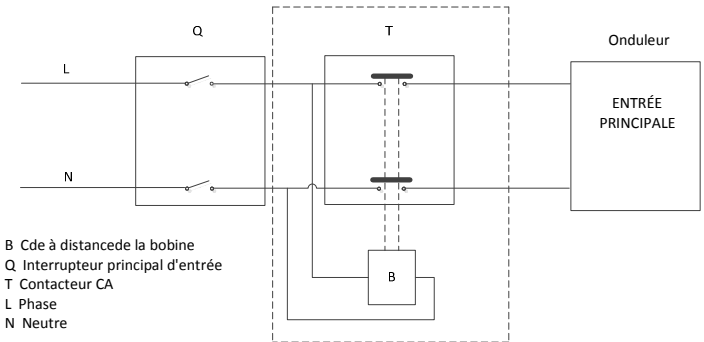 Q
T
Onduleur
L
ENTRÉE
PRINCIPALE
N
B Cde à distancede la bobine
Q Interrupteur principal d'entrée
T Contacteur CA
L Phase
N Neutre
B